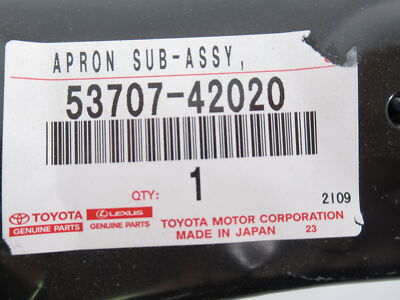 APRON SUB-ASSY,
53707-42020
QTY: 1
2109
TOYOTA GENUINE PARTS
LEXUS GENUINE PARTS
TOYOTA MOTOR CORPORATION
MADE IN JAPAN 23